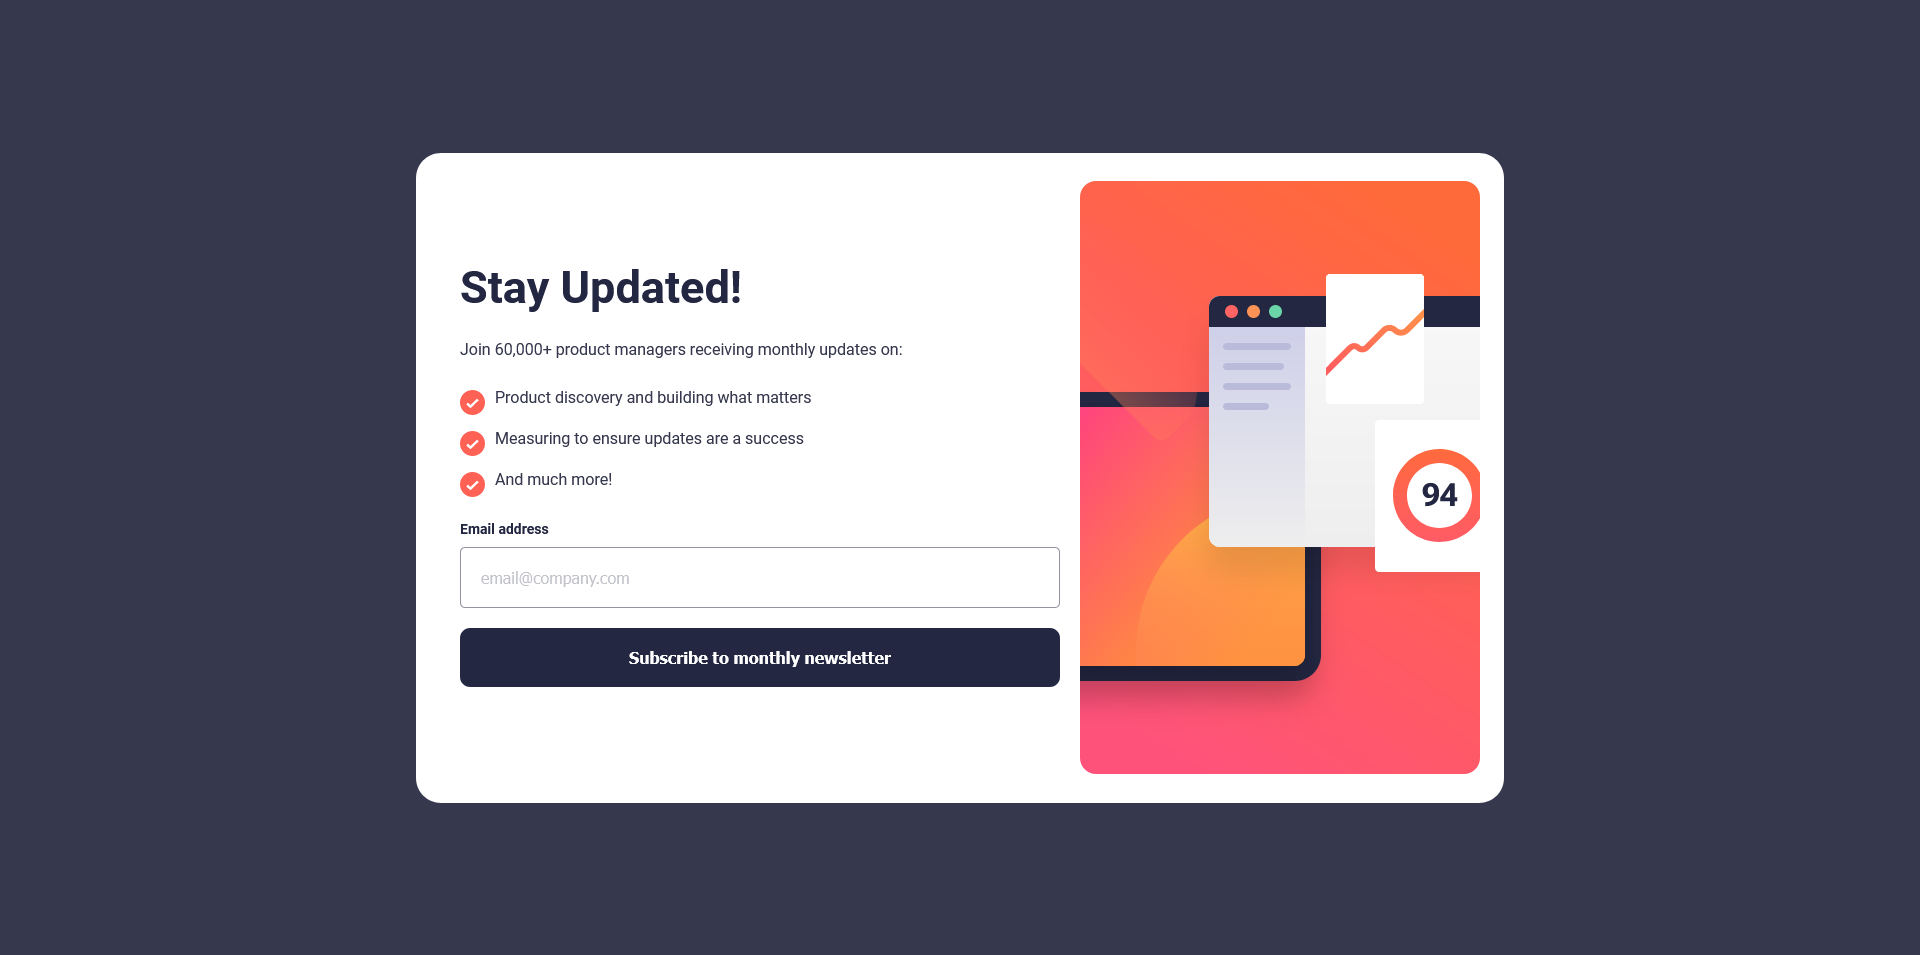 Stay Updated!
Join 60,000+ product managers receiving monthly updates on:
Product discovery and building what matters
Measuring to ensure updates are a success
And much more!
Email address
email@company.com
Subscribe to monthly newsletter
94